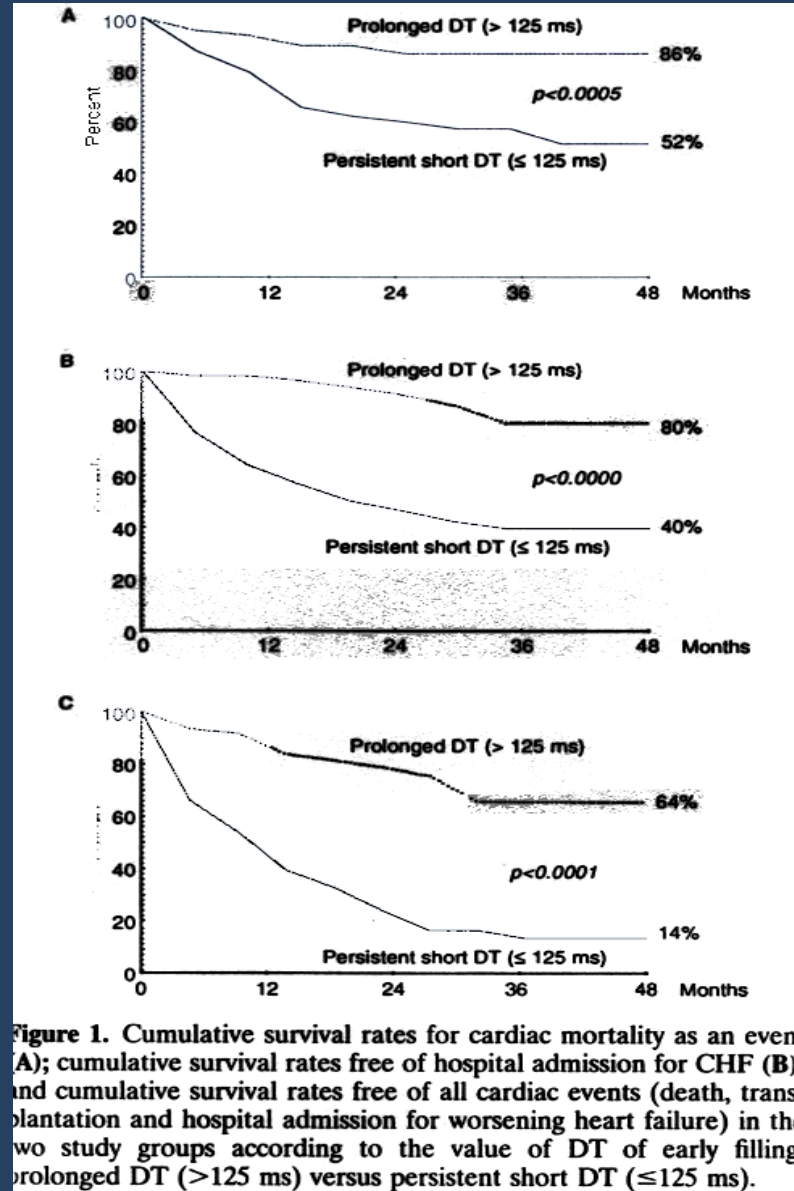 A
100
80
60
40
20
0
Percent
Prolonged DT (> 125 ms)
86%
p<0.0005
52%
Persistent short DT (≤ 125 ms)
0 12 24 36 48 Months
B
100
80
60
40
20
0
Prolonged DT (> 125 ms)
80%
p<0.0000
40%
Persistent short DT (≤ 125 ms)
0 12 24 36 48 Months
C
100
80
60
40
20
0
Prolonged DT (> 125 ms)
64%
p<0.0001
14%
Persistent short DT (≤ 125 ms)
0 12 24 36 48 Months
Figure 1. Cumulative survival rates for cardiac mortality as an even
(A); cumulative survival rates free of hospital admission for CHF (B)
and cumulative survival rates free of all cardiac events (death, trans
plantation and hospital admission for worsening heart failure) in th
two study groups according to the value of DT of early filling
prolonged DT (>125 ms) versus persistent short DT (≤125 ms).